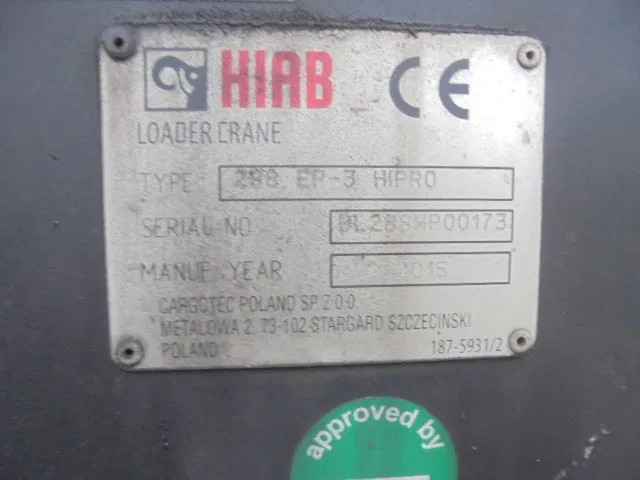 HIAB CE
LOADER CRANE
TYPE 288 EP-3 HIPRO
SERIAL NO
MANUF. YEAR 2015
CARGOTEC POLAND SP. Z O.O.
METALOWA 2, 73-102 STARGARD SZCZECINSKI
POLAND 187-5931/2
approved by